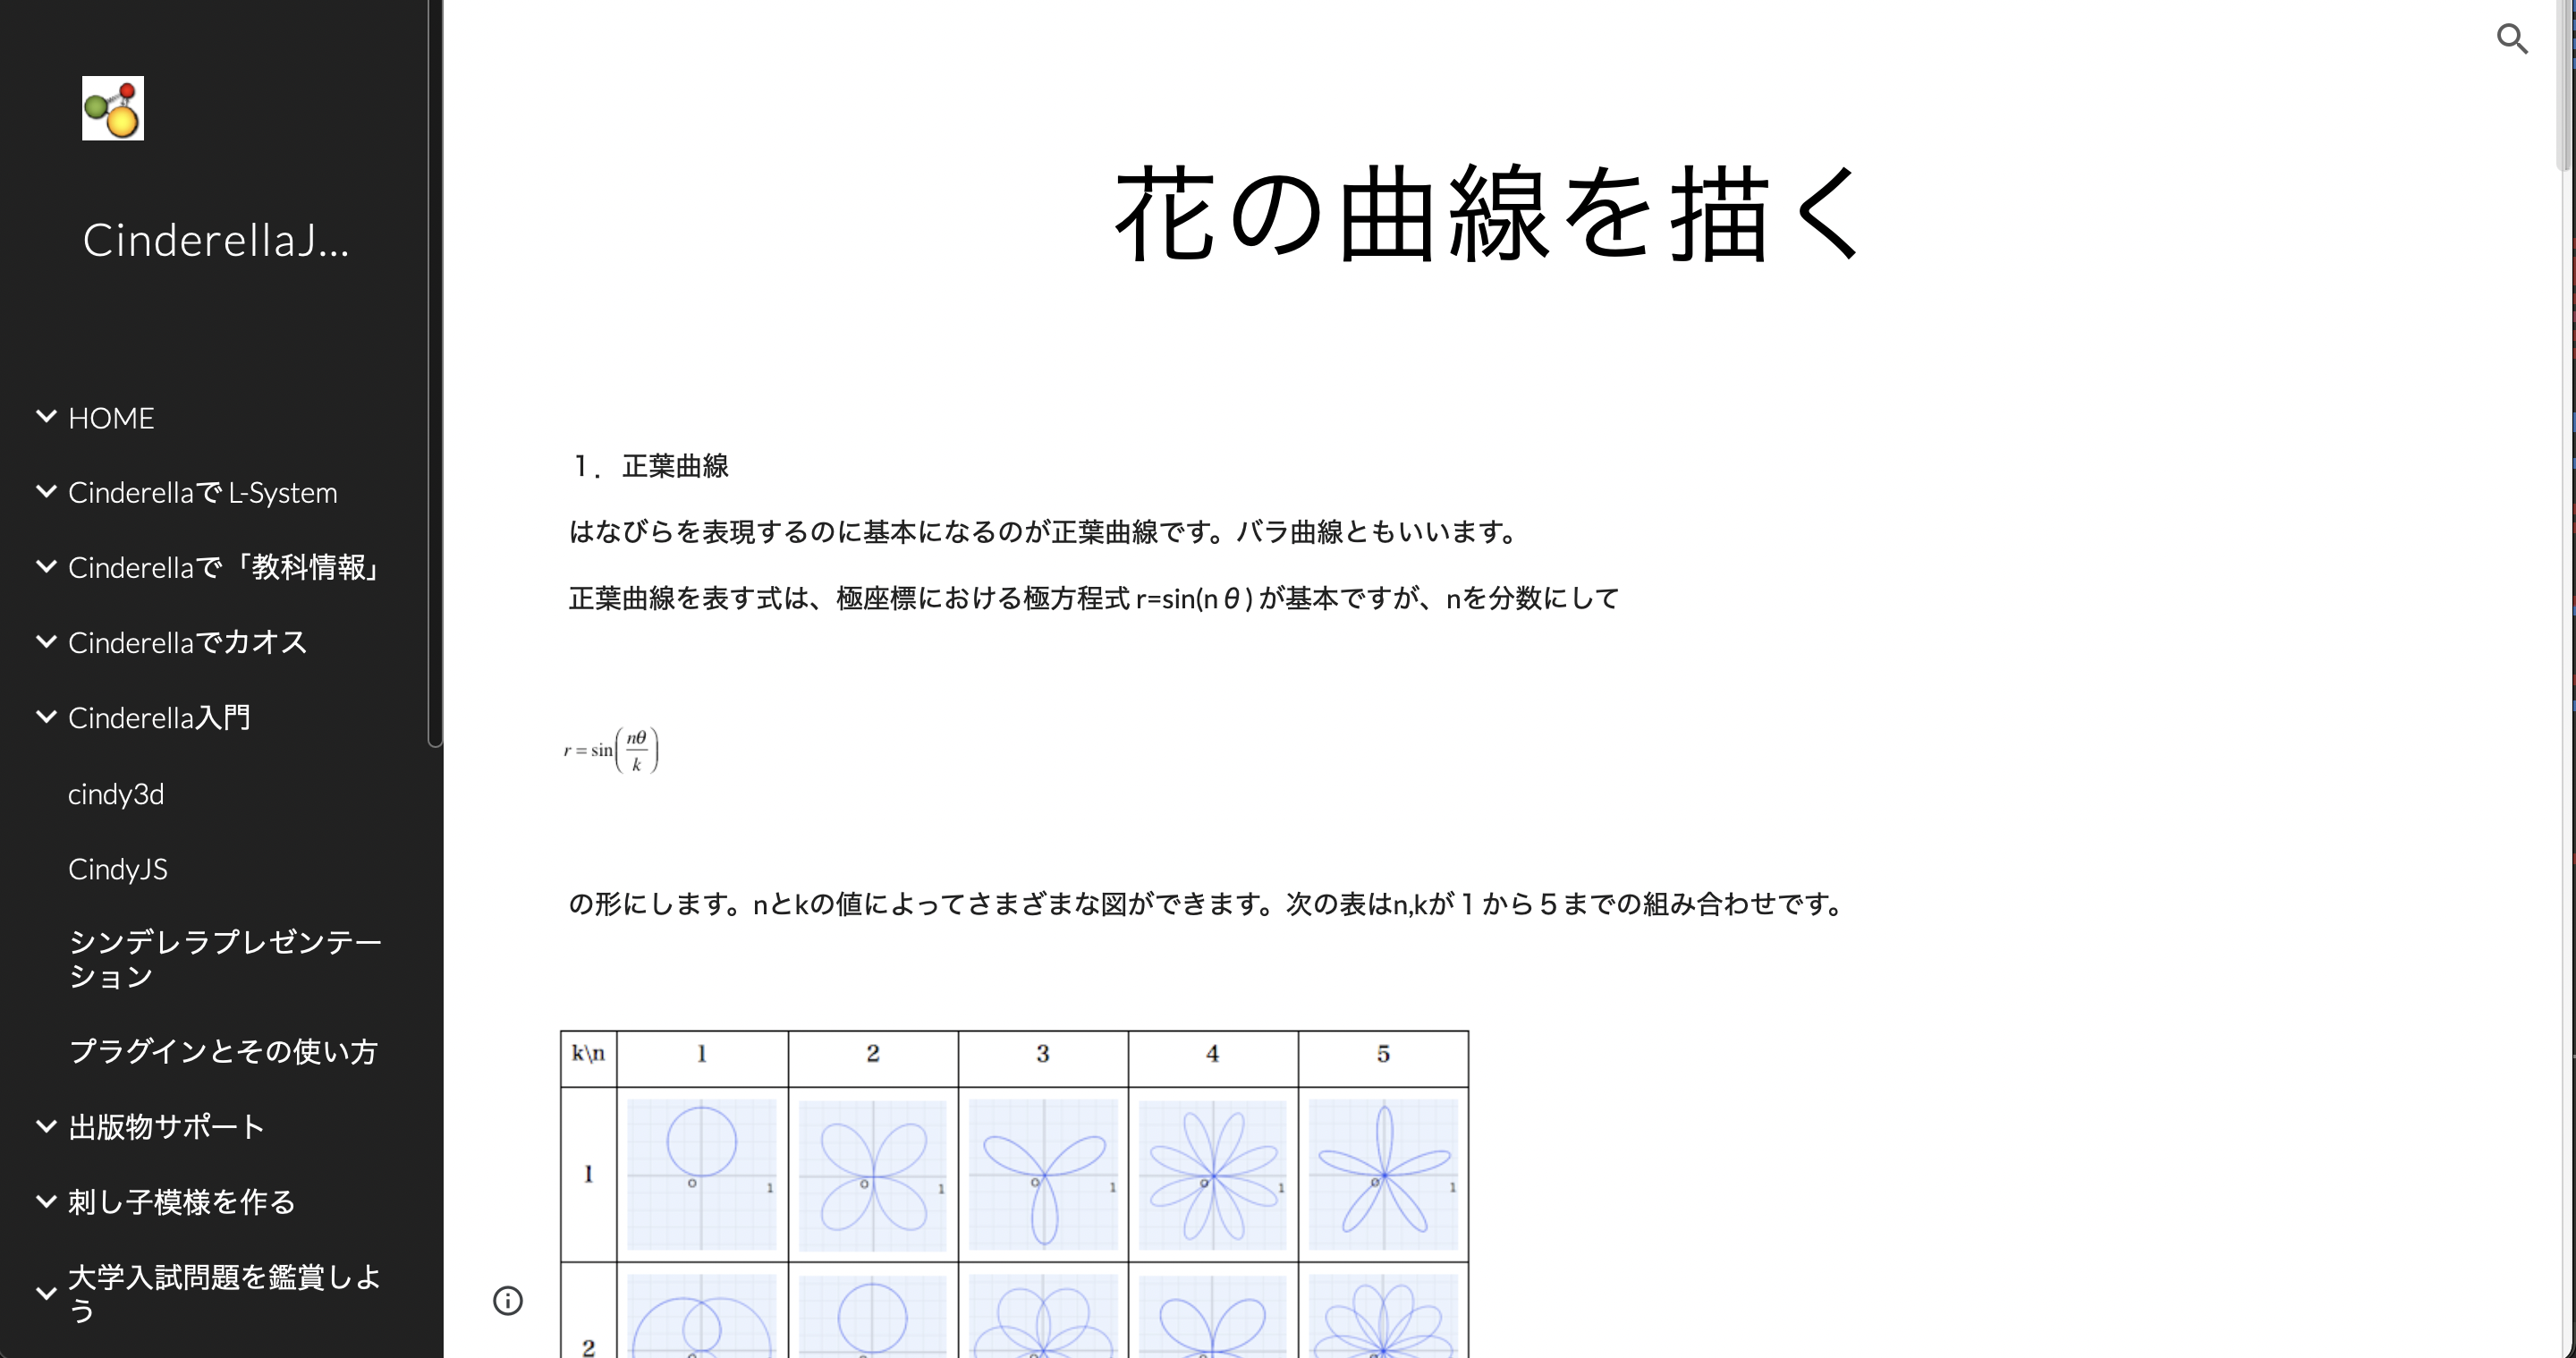 CinderellaJ...
HOME
Cinderellaで L-System
Cinderellaで「教科情報」
Cinderellaでカオス
Cinderella入門
cindy3d
CindyJS
シンデレラプレゼンテー
ション
プラグインとその使い方
出版物サポート
刺し子模様を作る
大学入試問題を鑑賞しよ
う
花の曲線を描く
１．正葉曲線
はなびらを表現するのに基本になるのが正葉曲線です。バラ曲線ともいいます。
正葉曲線を表す式は、極座標における極方程式 r=sin(nθ) が基本ですが、nを分数にして
r = sin(nθ/k)
の形にします。nとkの値によってさまざまな図ができます。次の表はn,kが１から５までの組み合わせです。
k\n 1 2 3 4 5
1
O 1 O 1 O 1 O 1 O 1
2